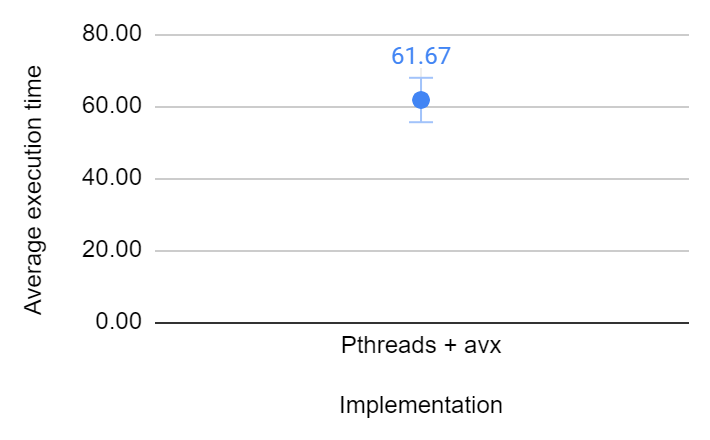 80.00
61.67
60.00
40.00
20.00
0.00
Average execution time
Pthreads + avx
Implementation